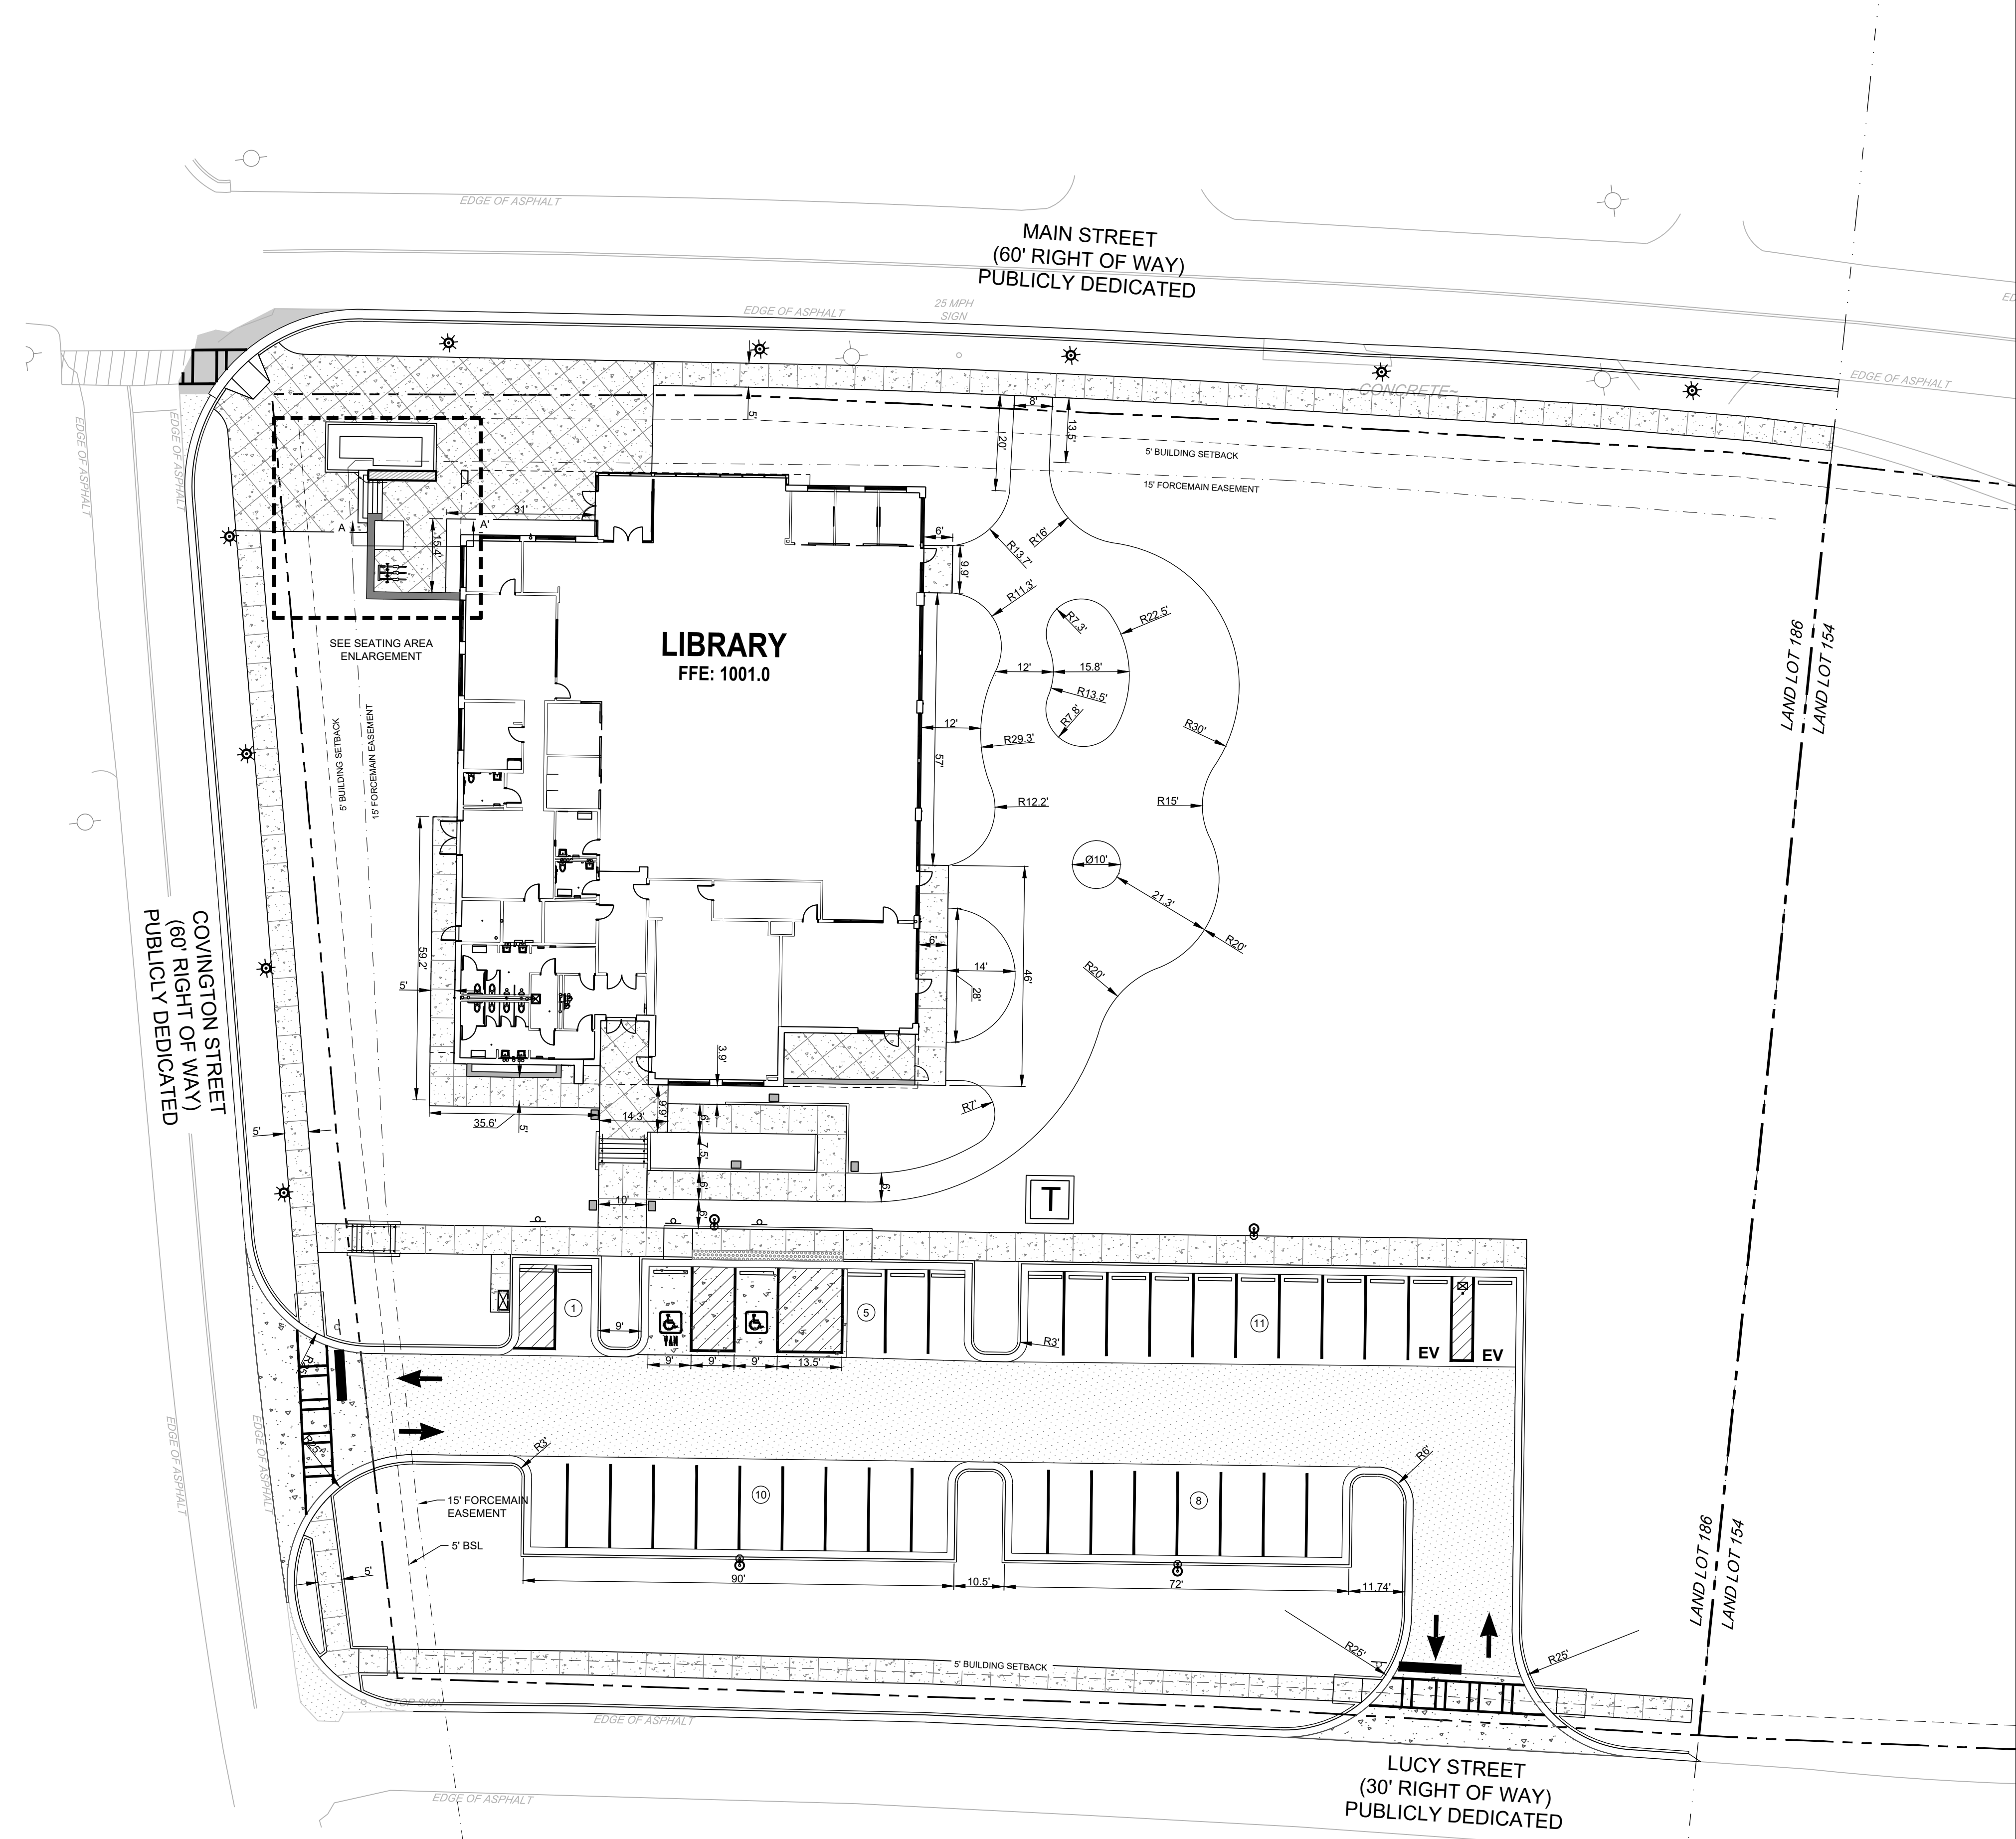 EDGE OF ASPHALT
MAIN STREET
(60' RIGHT OF WAY)
PUBLICLY DEDICATED
25 MPH
SIGN
EDGE OF ASPHALT
EDGE OF ASPHALT
~CONCRETE~
EDGE OF ASPHALT
EDGE OF ASPHALT
5'
8'
20'
13.5'
5' BUILDING SETBACK
15' FORCEMAIN EASEMENT
A
A'
31'
15.4'
6'
9.9'
R13.7'
R16'
R11.3'
R7.3'
R22.5'
SEE SEATING AREA
ENLARGEMENT
LIBRARY
FFE: 1001.0
12'
15.8'
R13.5'
R7.8'
12'
R29.3'
R30'
57'
R12.2'
R15'
5' BUILDING SETBACK
15' FORCEMAIN EASEMENT
LAND LOT 186
LAND LOT 154
Ø10'
21.3'
R20'
R20'
COVINGTON STREET
(60' RIGHT OF WAY)
PUBLICLY DEDICATED
59.2'
5'
6'
14'
28'
46'
3.9'
9.9'
R7'
35.6'
5'
14.3'
6'
7.5'
6'
6'
6'
10'
5'
T
1
9'
VAN
5
R3'
11
EV
EV
9'
9'
9'
13.5'
R25'
R25'
R3'
R6'
10
8
15' FORCEMAIN
EASEMENT
5' BSL
EDGE OF ASPHALT
EDGE OF ASPHALT
90'
10.5'
72'
11.74'
5'
LAND LOT 186
LAND LOT 154
R25'
R25'
5' BUILDING SETBACK
STOP SIGN
EDGE OF ASPHALT
LUCY STREET
(30' RIGHT OF WAY)
PUBLICLY DEDICATED
EDGE OF ASPHALT